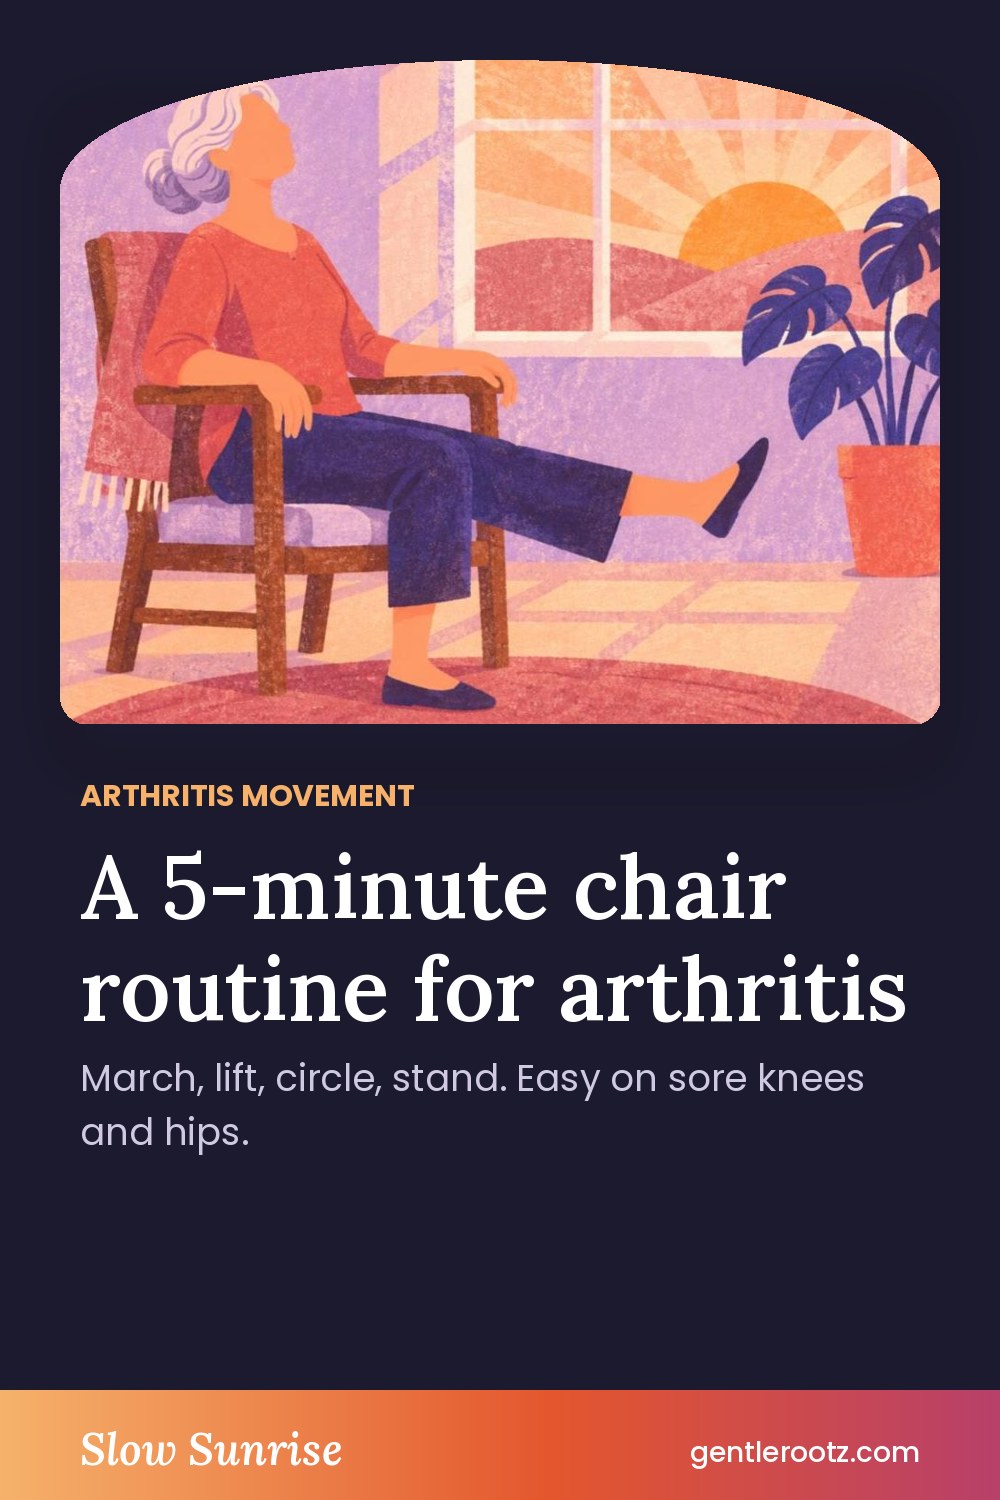 ARTHRITIS MOVEMENT
A 5-minute chair
routine for arthritis
March, lift, circle, stand. Easy on sore knees
and hips.
Slow Sunrise
gentlerootz.com